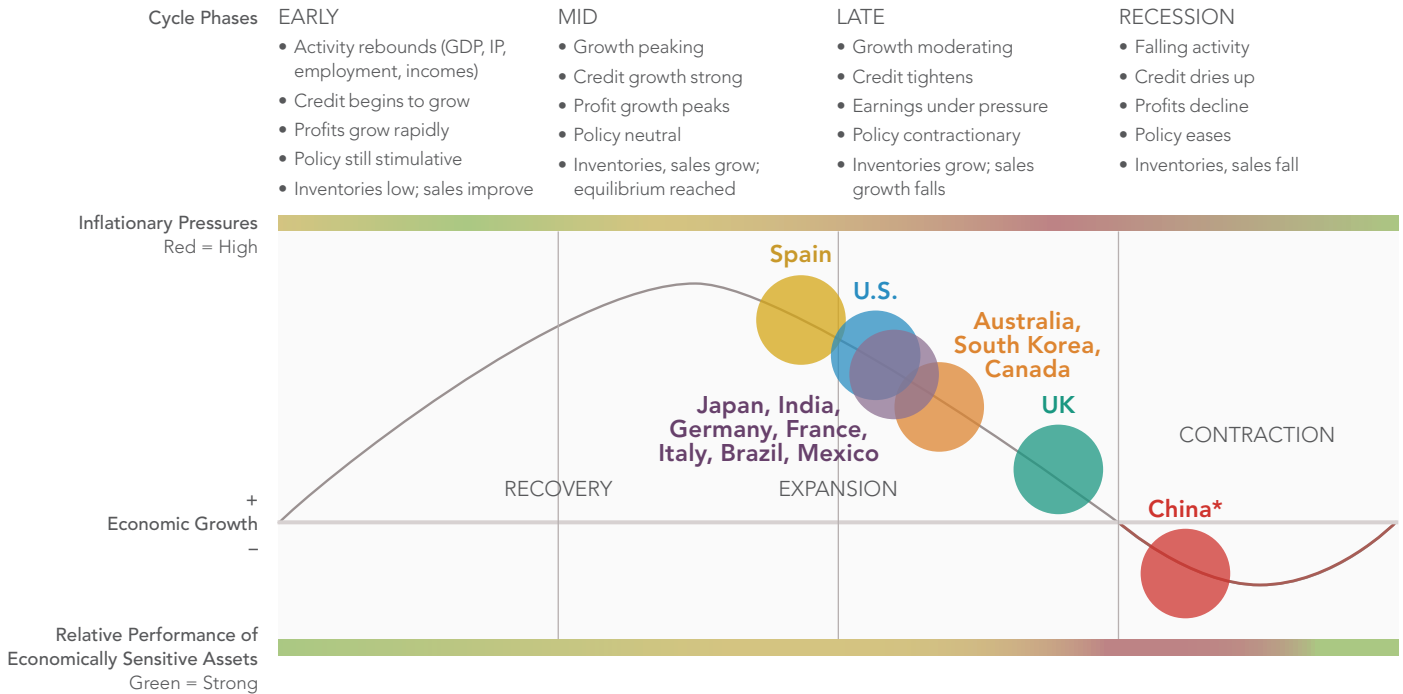 Cycle Phases
EARLY
• Activity rebounds (GDP, IP,
employment, incomes)
• Credit begins to grow
• Profits grow rapidly
• Policy still stimulative
• Inventories low; sales improve
MID
• Growth peaking
• Credit growth strong
• Profit growth peaks
• Policy neutral
• Inventories, sales grow;
equilibrium reached
LATE
• Growth moderating
• Credit tightens
• Earnings under pressure
• Policy contractionary
• Inventories grow; sales
growth falls
RECESSION
• Falling activity
• Credit dries up
• Profits decline
• Policy eases
• Inventories, sales fall
Inflationary Pressures
Red = High
Spain
U.S.
Australia,
South Korea,
Canada
Japan, India,
Germany, France,
Italy, Brazil, Mexico
UK
CONTRACTION
RECOVERY
EXPANSION
+
Economic Growth
–
China*
Relative Performance of
Economically Sensitive Assets
Green = Strong